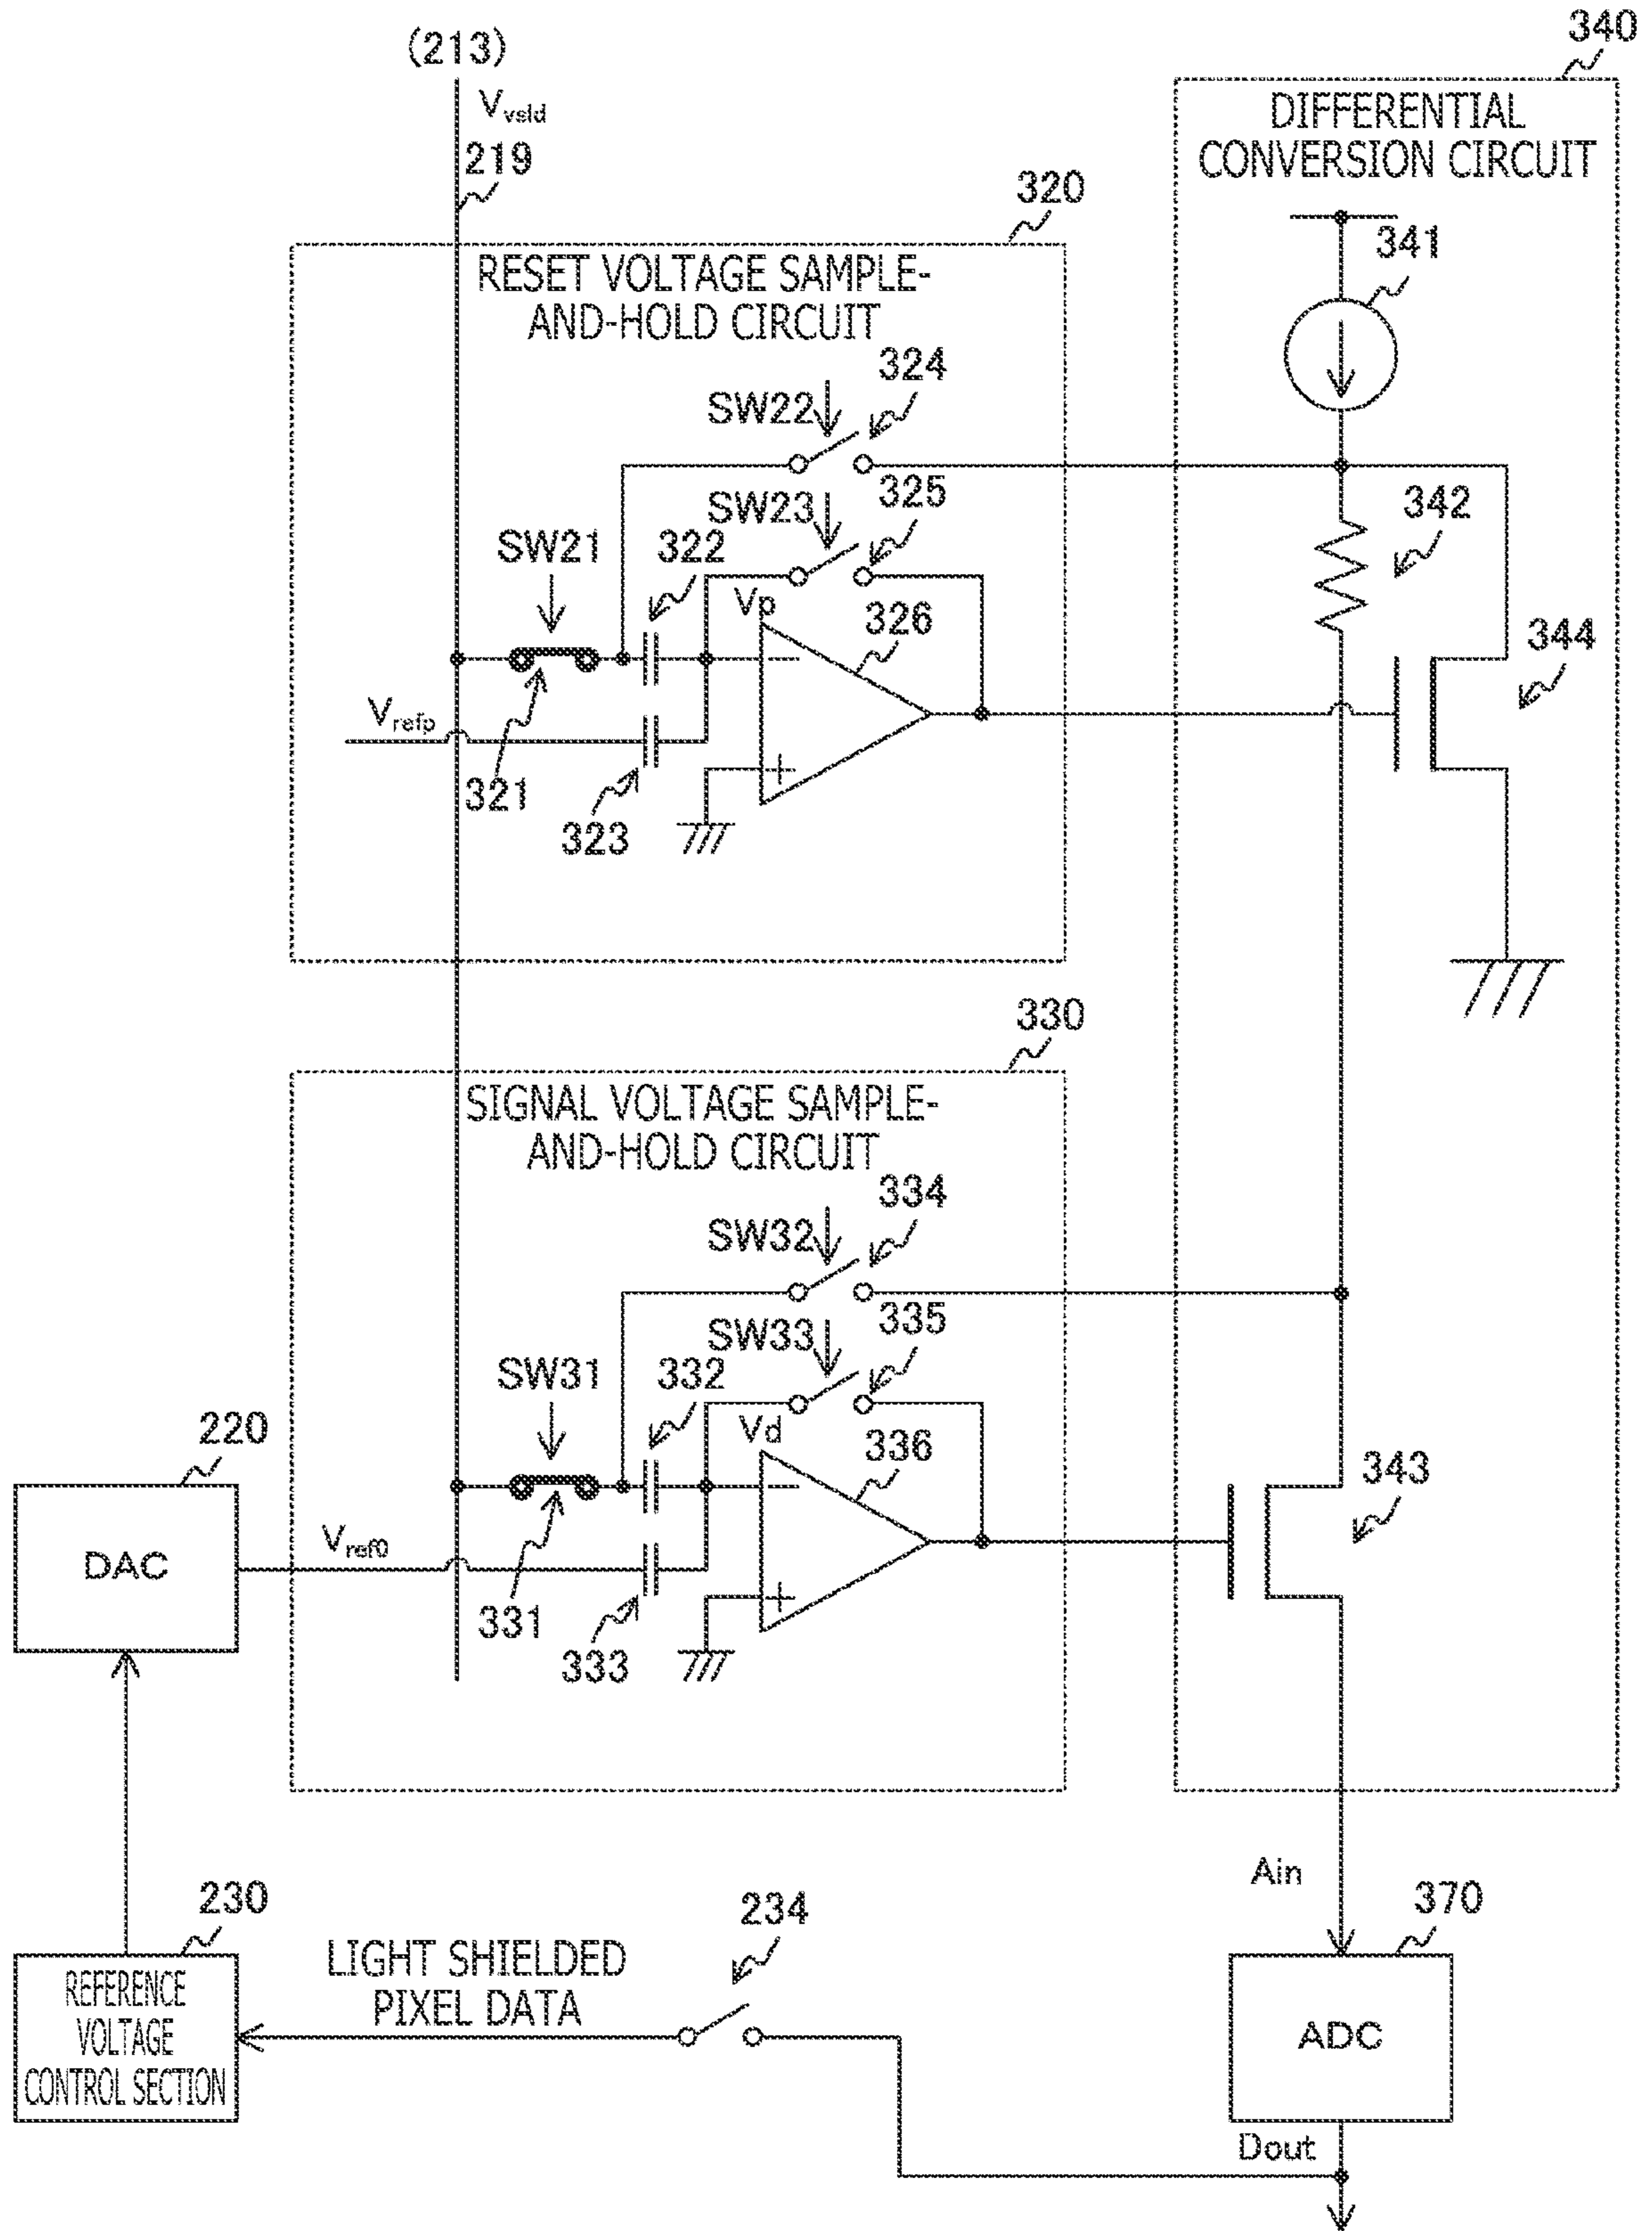 340
(213)
Vvsld
219
DIFFERENTIAL
CONVERSION CIRCUIT
320
341
RESET VOLTAGE SAMPLE-
AND-HOLD CIRCUIT
324
SW22
325
SW23
342
SW21
322
Vp
326
344
Vrefp
−
+
321
323
330
SIGNAL VOLTAGE SAMPLE-
AND-HOLD CIRCUIT
334
SW32
335
SW33
SW31
332
Vd
336
343
220
DAC
Vref0
−
+
331
333
Ain
230
234
370
LIGHT SHIELDED
PIXEL DATA
REFERENCE
VOLTAGE
CONTROL SECTION
ADC
Dout